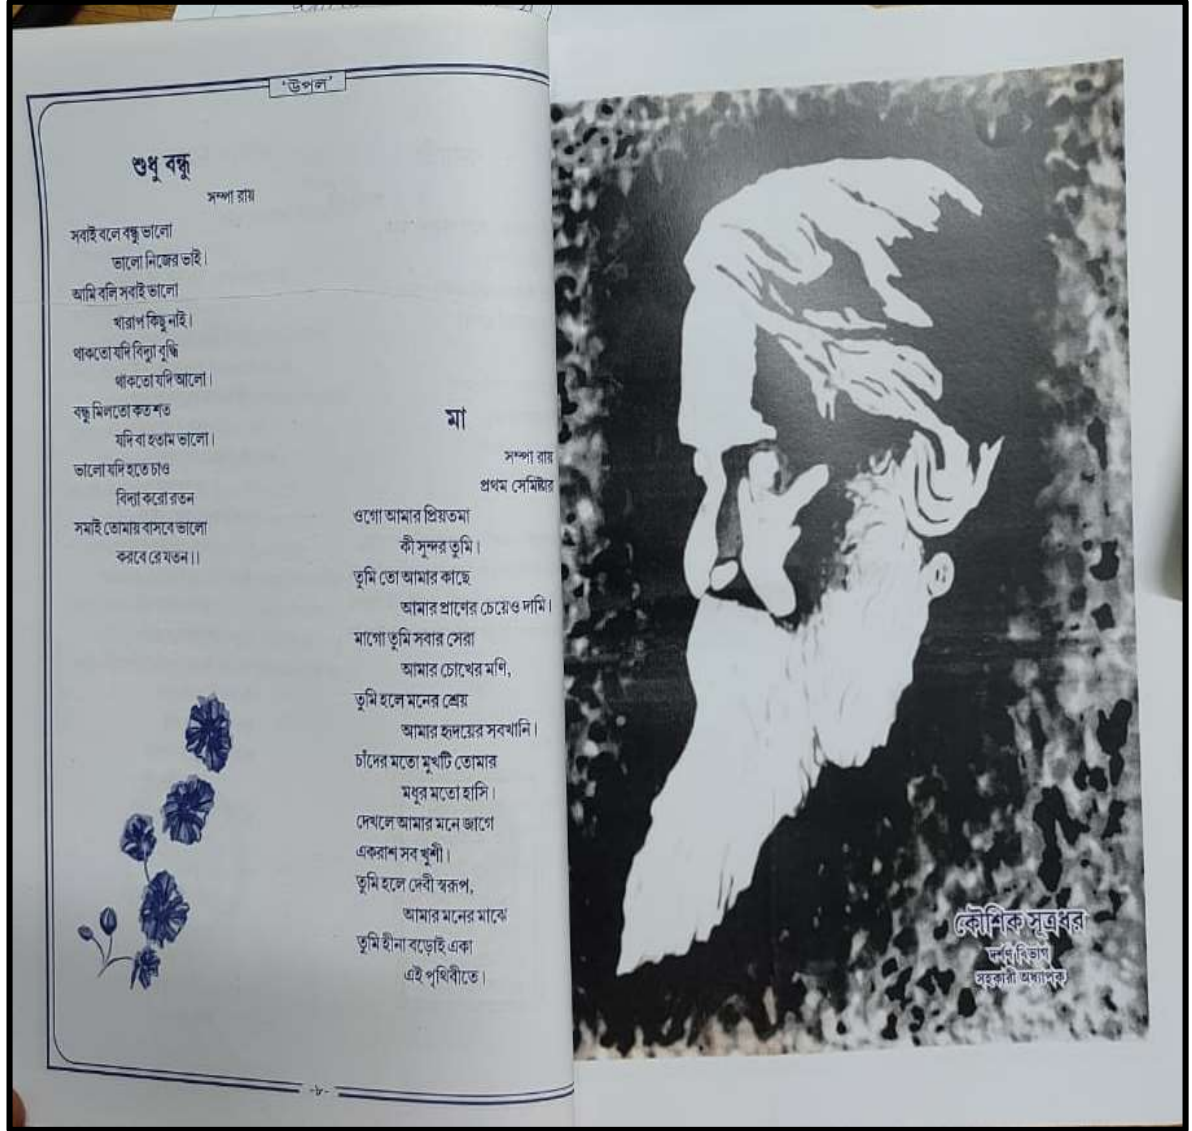 'উপল'
শুধু বন্ধু
সম্পা রায়
সবাই বলে বন্ধু ভালো
ভালো নিজের ভাই।
আমি বলি সবাই ভালো
খারাপ কিছু নাই।
থাকতো যদি বিদ্যা বুদ্ধি
থাকতো যদি আলো।
বন্ধু মিলতো কত শত
যদি বা হতাম ভালো।
ভালো যদি হতে চাও
বিদ্যা করো রতন
সমাই তোমায় বাসবে ভালো
করবে রে যতন।।
মা
সম্পা রায়
প্রথম সেমিষ্টার
ওগো আমার প্রিয়তমা
কী সুন্দর তুমি।
তুমি তো আমার কাছে
আমার প্রাণের চেয়েও দামি।
মাগো তুমি সবার সেরা
আমার চোখের মণি,
তুমি হলে মনের শ্রেয়
আমার হৃদয়ের সবখানি।
চাঁদের মতো মুখটি তোমার
মধুর মতো হাসি।
দেখলে আমার মনে জাগে
একরাশ সব খুশী।
তুমি হলে দেবী স্বরূপ,
আমার মনের মাঝে
তুমি হীনা বড়োই একা
এই পৃথিবীতে।
-৮-
কৌশিক সূত্রধর
দর্শন বিভাগ
সহকারী অধ্যাপক